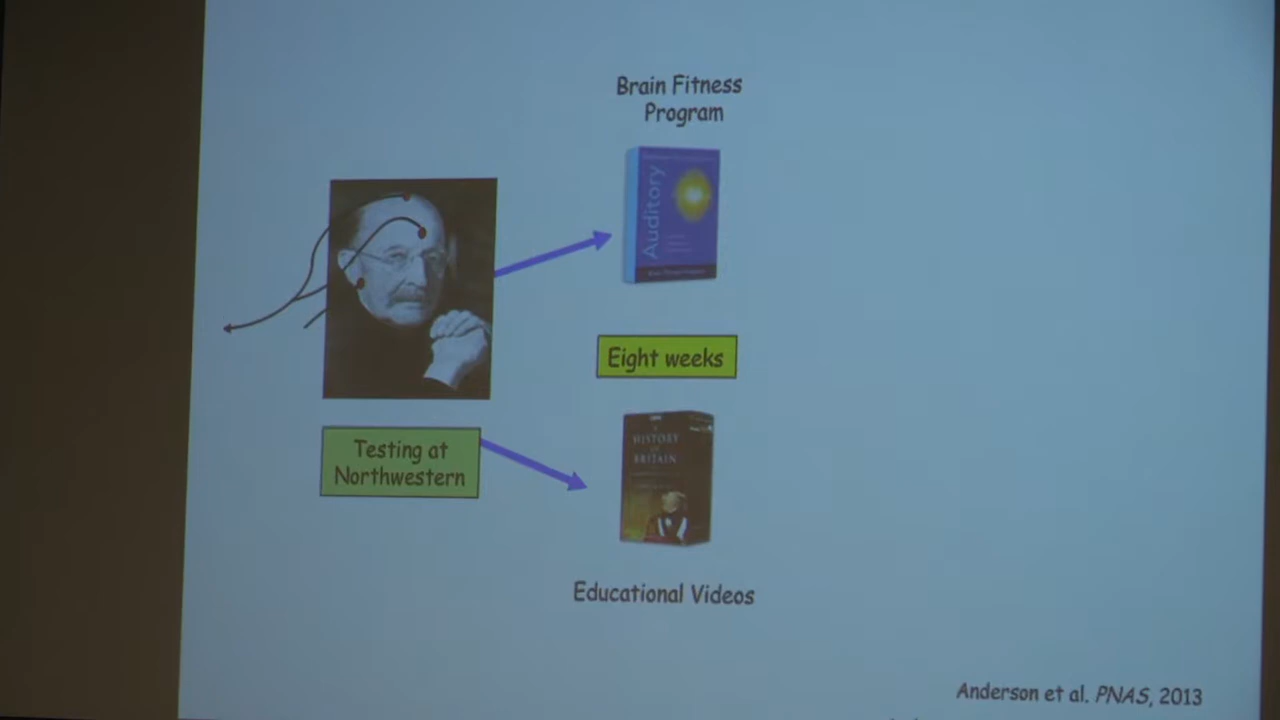 Brain Fitness
Program
Auditory
Eight weeks
Testing at
Northwestern
HISTORY
BRITAIN
Educational Videos
Anderson et al. PNAS, 2013